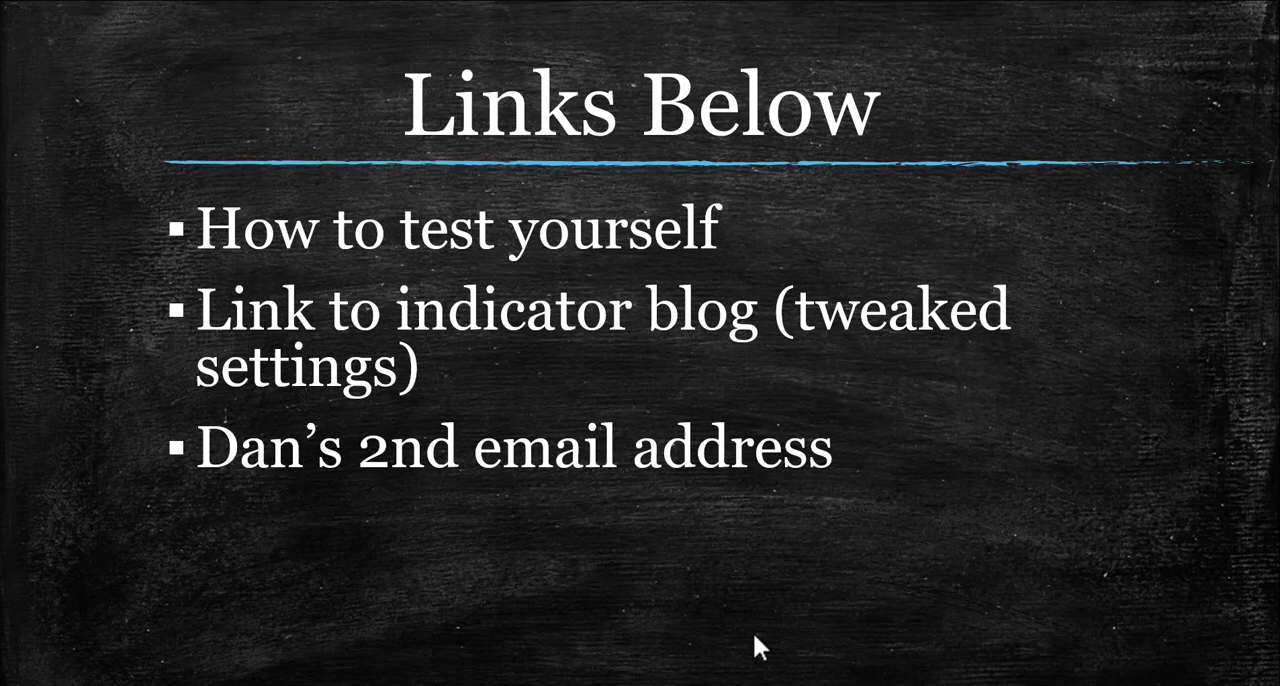 Links Below
▪ How to test yourself
▪ Link to indicator blog (tweaked
settings)
▪ Dan’s 2nd email address